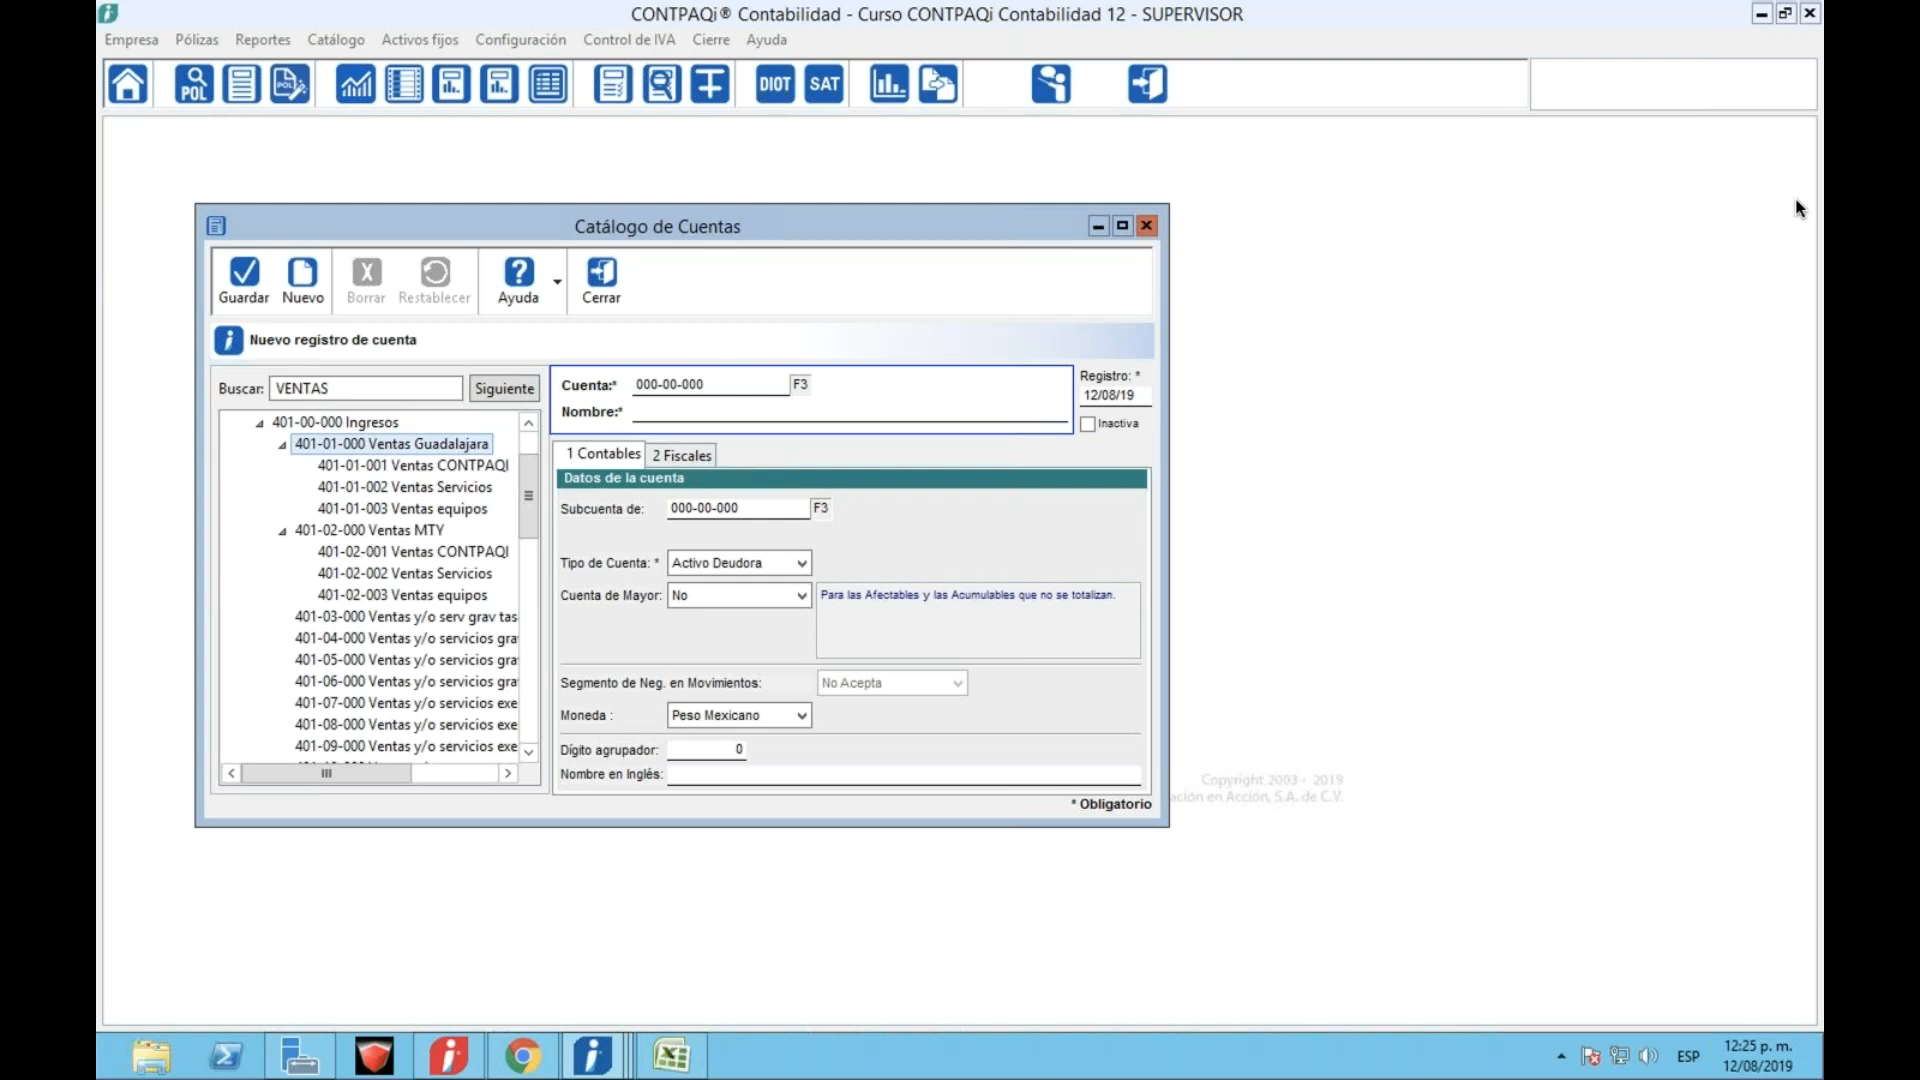 CONTPAQi® Contabilidad - Curso CONTPAQi Contabilidad 12 - SUPERVISOR
Empresa Pólizas Reportes Catálogo Activos fijos Configuración Control de IVA Cierre Ayuda
POL POL DIOT SAT
Catálogo de Cuentas
Guardar Nuevo Borrar Restablecer Ayuda Cerrar
Nuevo registro de cuenta
Buscar: VENTAS Siguiente
401-00-000 Ingresos
401-01-000 Ventas Guadalajara
401-01-001 Ventas CONTPAQI
401-01-002 Ventas Servicios
401-01-003 Ventas equipos
401-02-000 Ventas MTY
401-02-001 Ventas CONTPAQI
401-02-002 Ventas Servicios
401-02-003 Ventas equipos
401-03-000 Ventas y/o serv grav tas
401-04-000 Ventas y/o servicios gra
401-05-000 Ventas y/o servicios gra
401-06-000 Ventas y/o servicios gra
401-07-000 Ventas y/o servicios exe
401-08-000 Ventas y/o servicios exe
401-09-000 Ventas y/o servicios exe
Cuenta:* 000-00-000 F3
Nombre:*
Registro: *
12/08/19
Inactiva
1 Contables 2 Fiscales
Datos de la cuenta
Subcuenta de: 000-00-000 F3
Tipo de Cuenta: * Activo Deudora
Cuenta de Mayor: No Para las Afectables y las Acumulables que no se totalizan.
Segmento de Neg. en Movimientos: No Acepta
Moneda : Peso Mexicano
Dígito agrupador: 0
Nombre en Inglés:
* Obligatorio
Copyright 2003 - 2019
ación en Acción, S.A. de C.V.
ESP
12:25 p. m.
12/08/2019